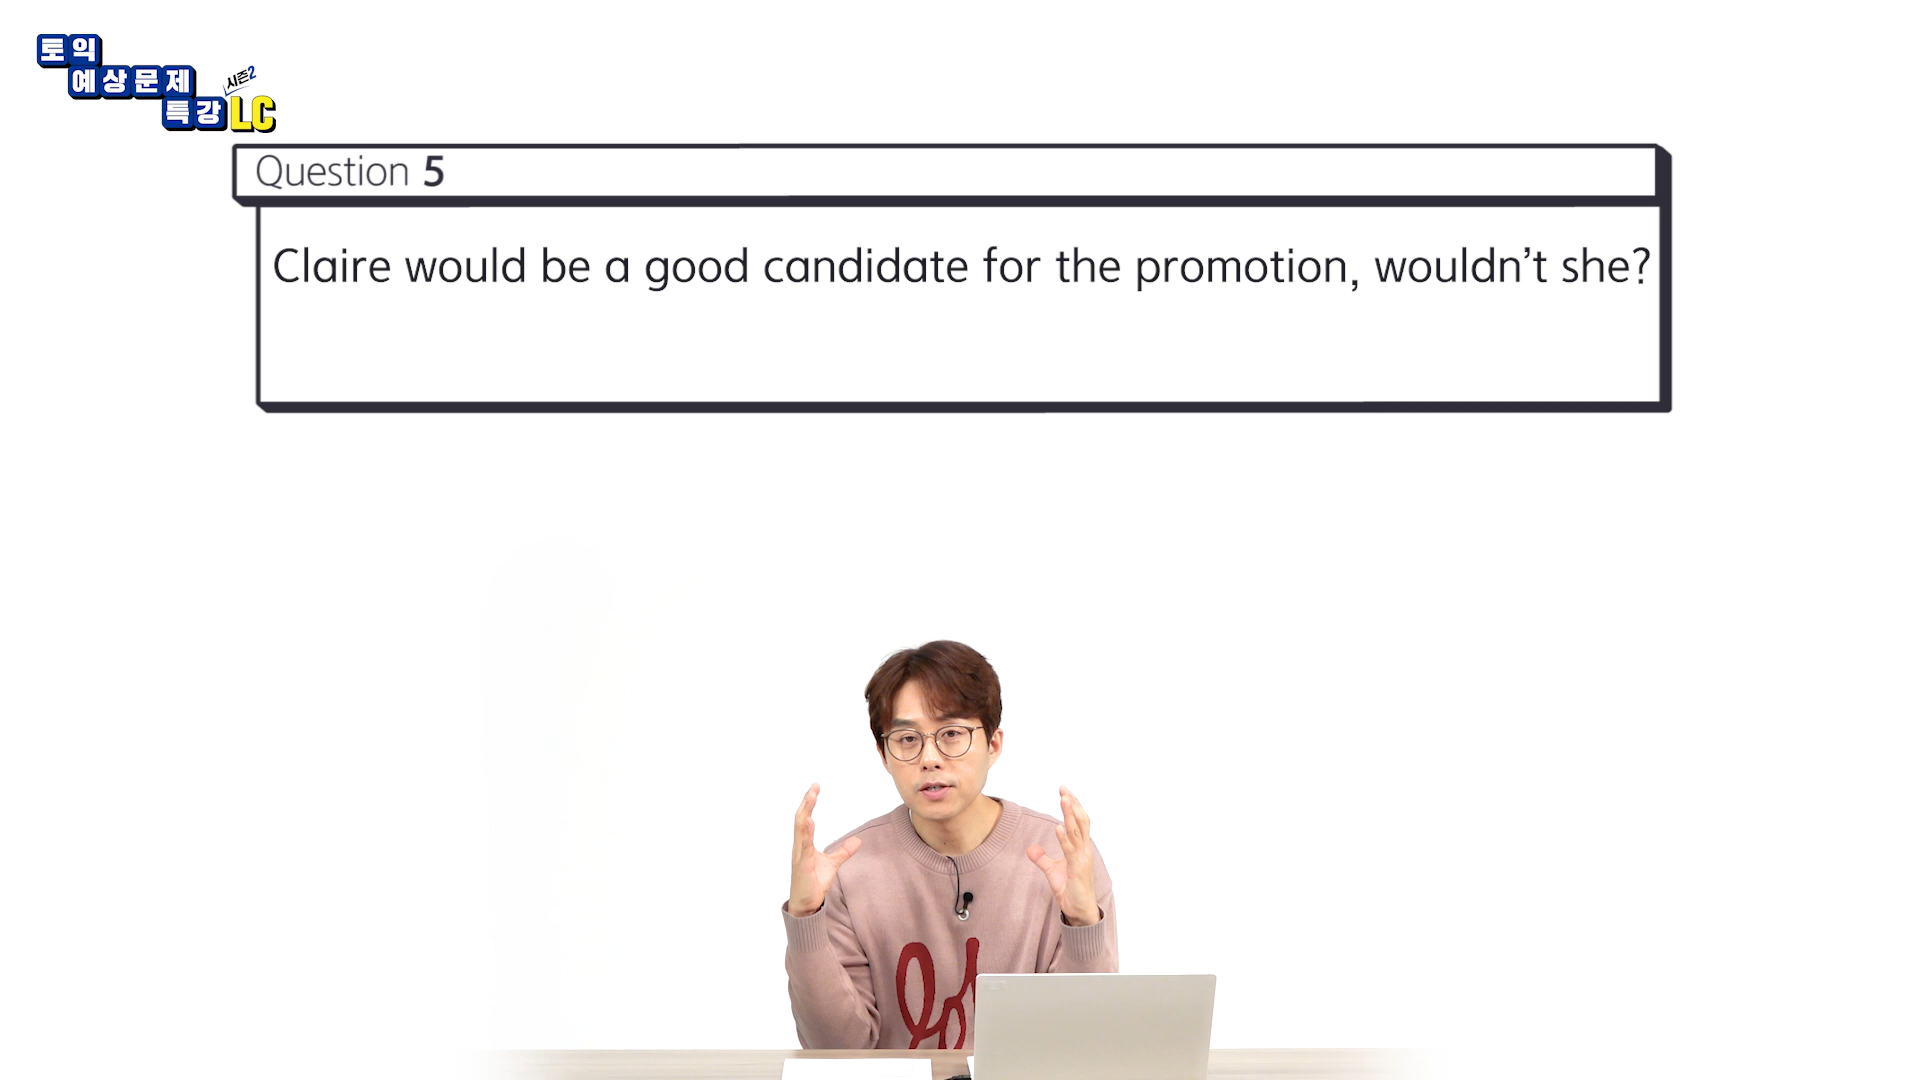 토익
예상문제
특강 LC
시즌2
Question 5
Claire would be a good candidate for the promotion, wouldn't she?